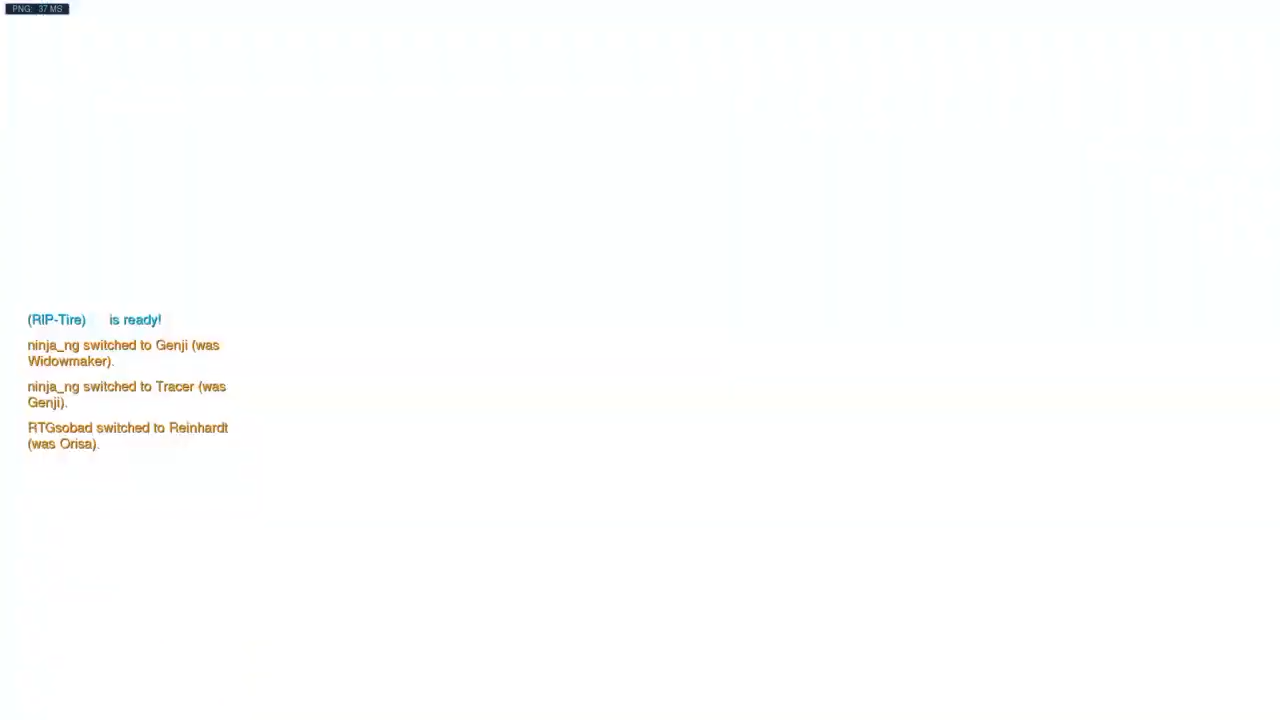 PNG: 37 MS
(RIP-Tire) is ready!
ninja_ng switched to Genji (was
Widowmaker).
ninja_ng switched to Tracer (was
Genji).
RTGsobad switched to Reinhardt
(was Orisa).